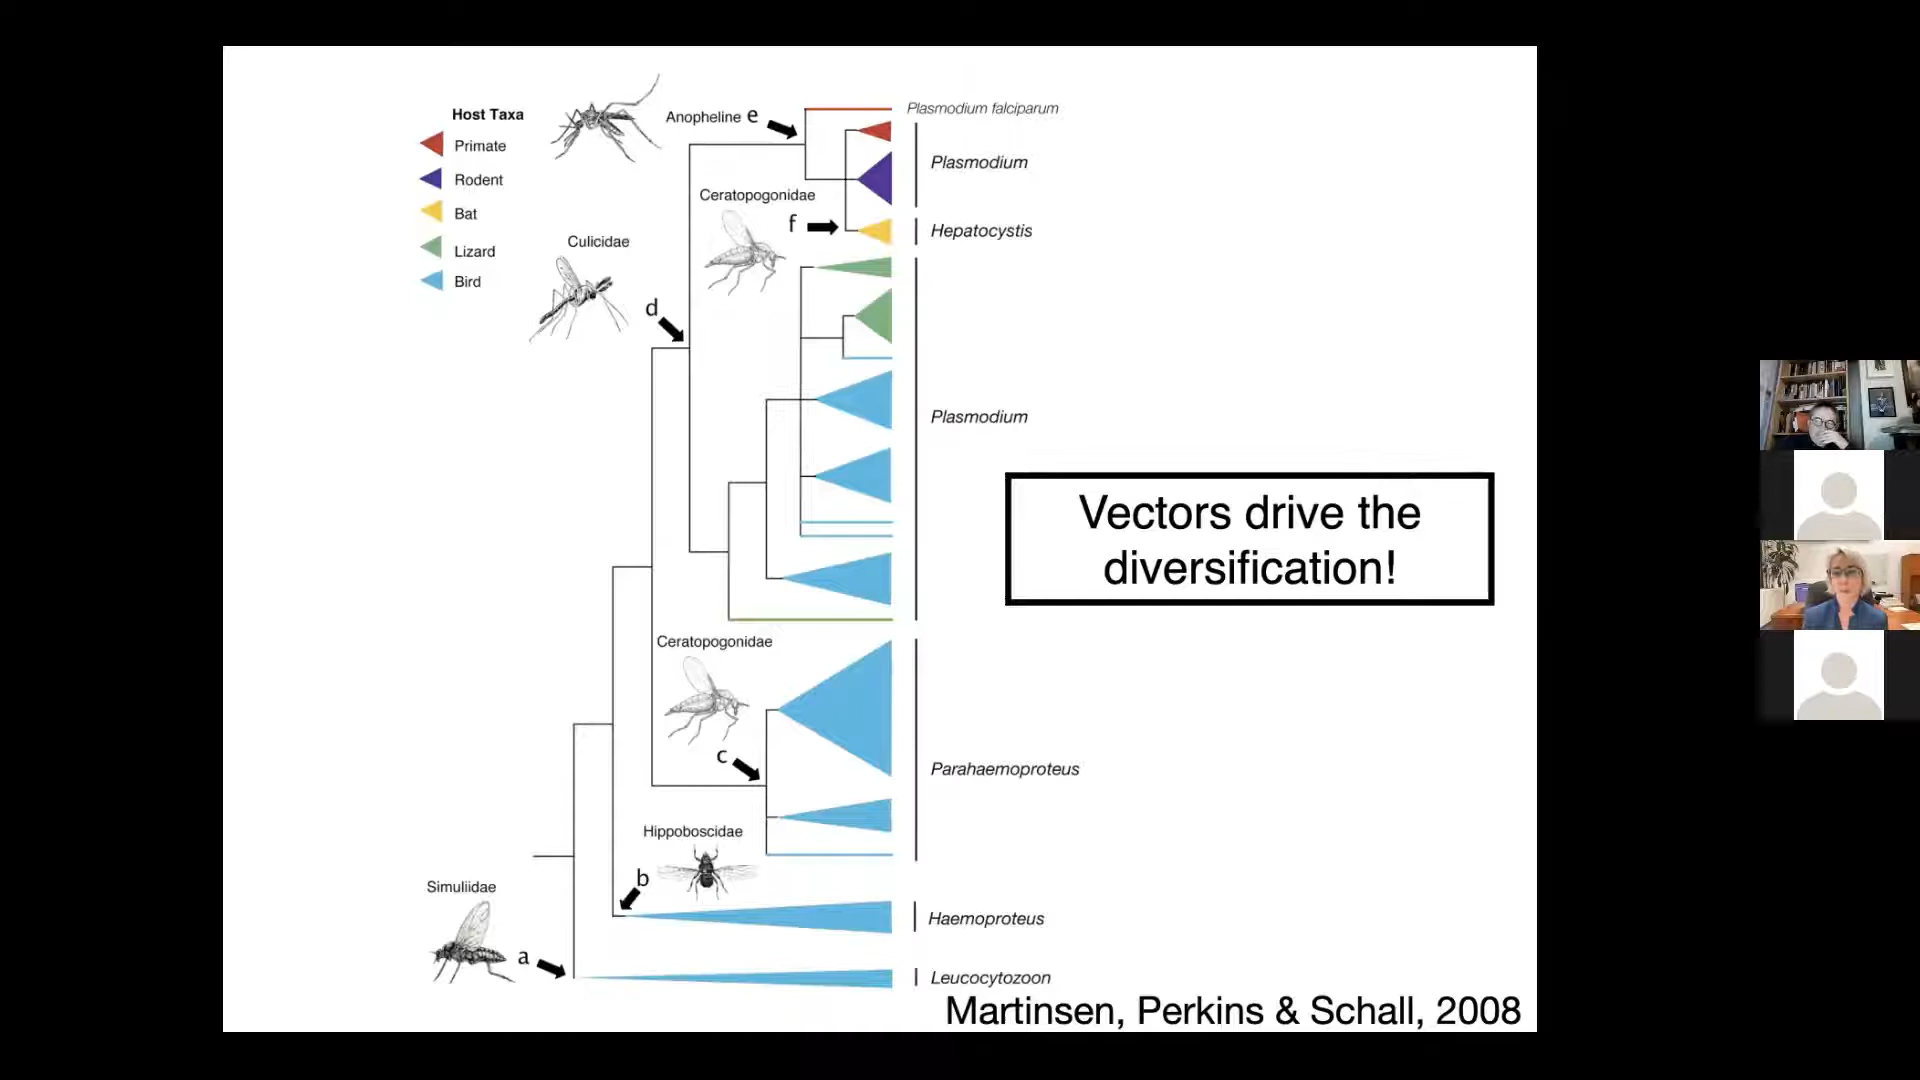 Host Taxa
Primate
Rodent
Bat
Lizard
Bird
Anopheline e
Plasmodium falciparum
Plasmodium
Ceratopogonidae
f
Hepatocystis
Culicidae
d
Plasmodium
Vectors drive the
diversification!
Ceratopogonidae
c
Parahaemoproteus
Hippoboscidae
b
Haemoproteus
Simuliidae
a
Leucocytozoon
Martinsen, Perkins & Schall, 2008